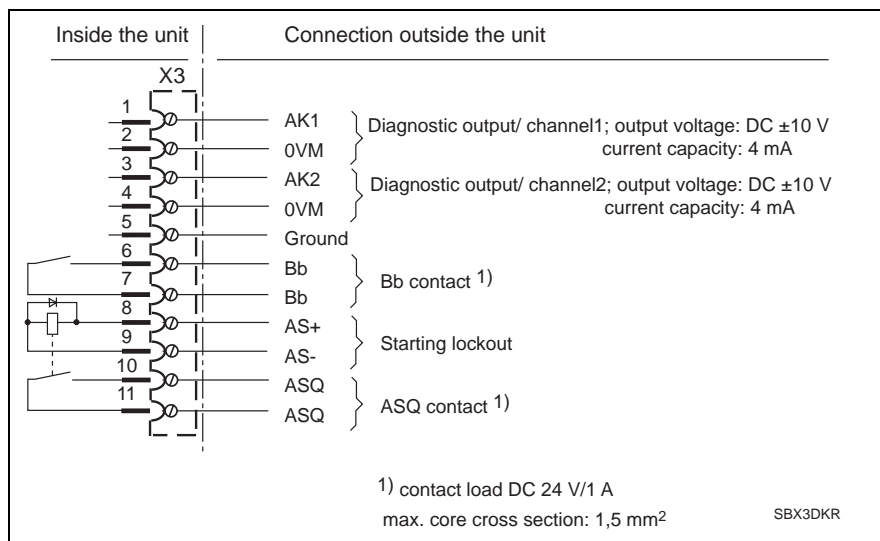 Inside the unit
Connection outside the unit
X3
1 AK1
Diagnostic output/ channel1; output voltage: DC ±10 V
current capacity: 4 mA
2 0VM
3 AK2
Diagnostic output/ channel2; output voltage: DC ±10 V
current capacity: 4 mA
4 0VM
5 Ground
6 Bb
Bb contact 1)
7 Bb
8 AS+
Starting lockout
9 AS-
10 ASQ
ASQ contact 1)
11 ASQ
1) contact load DC 24 V/1 A
max. core cross section: 1,5 mm2
SBX3DKR